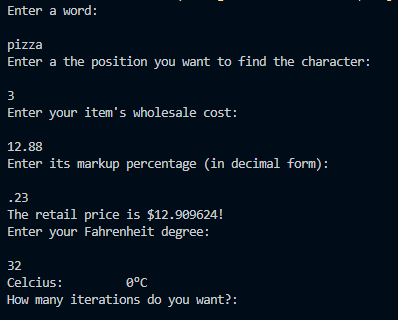 Enter a word:
pizza
Enter a the position you want to find the character:
3
Enter your item's wholesale cost:
12.88
Enter its markup percentage (in decimal form):
.23
The retail price is $12.909624!
Enter your Fahrenheit degree:
32
Celcius:         0°C
How many iterations do you want?: